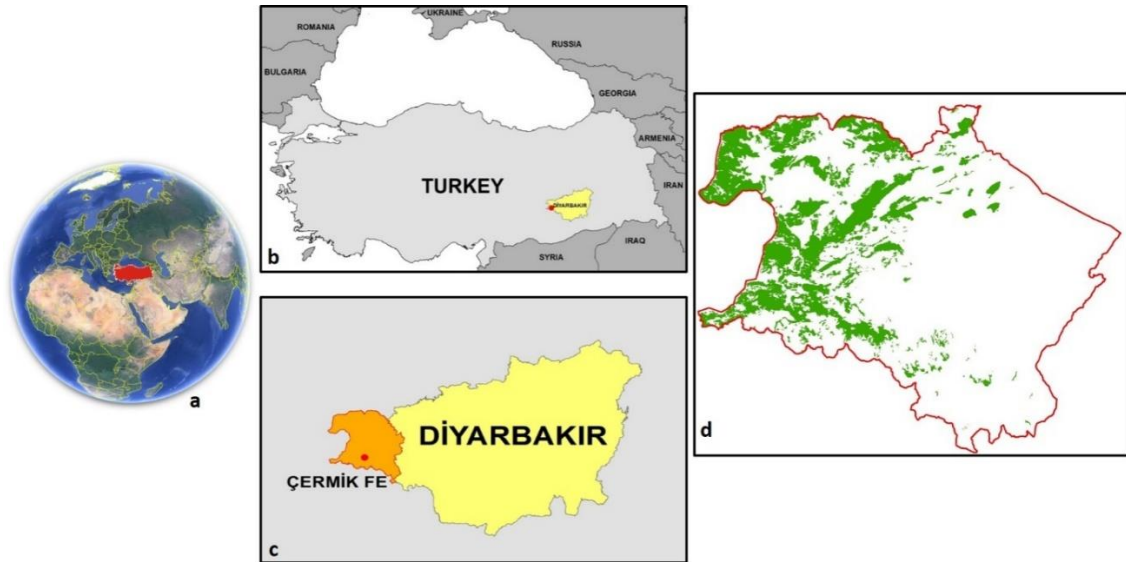 a
UKRAINE
ROMANIA
RUSSIA
BULGARIA
GEORGIA
ARMENIA
TURKEY
IRAN
DİYARBAKIR
IRAQ
SYRIA
b
DİYARBAKIR
ÇERMİK FE
c
d